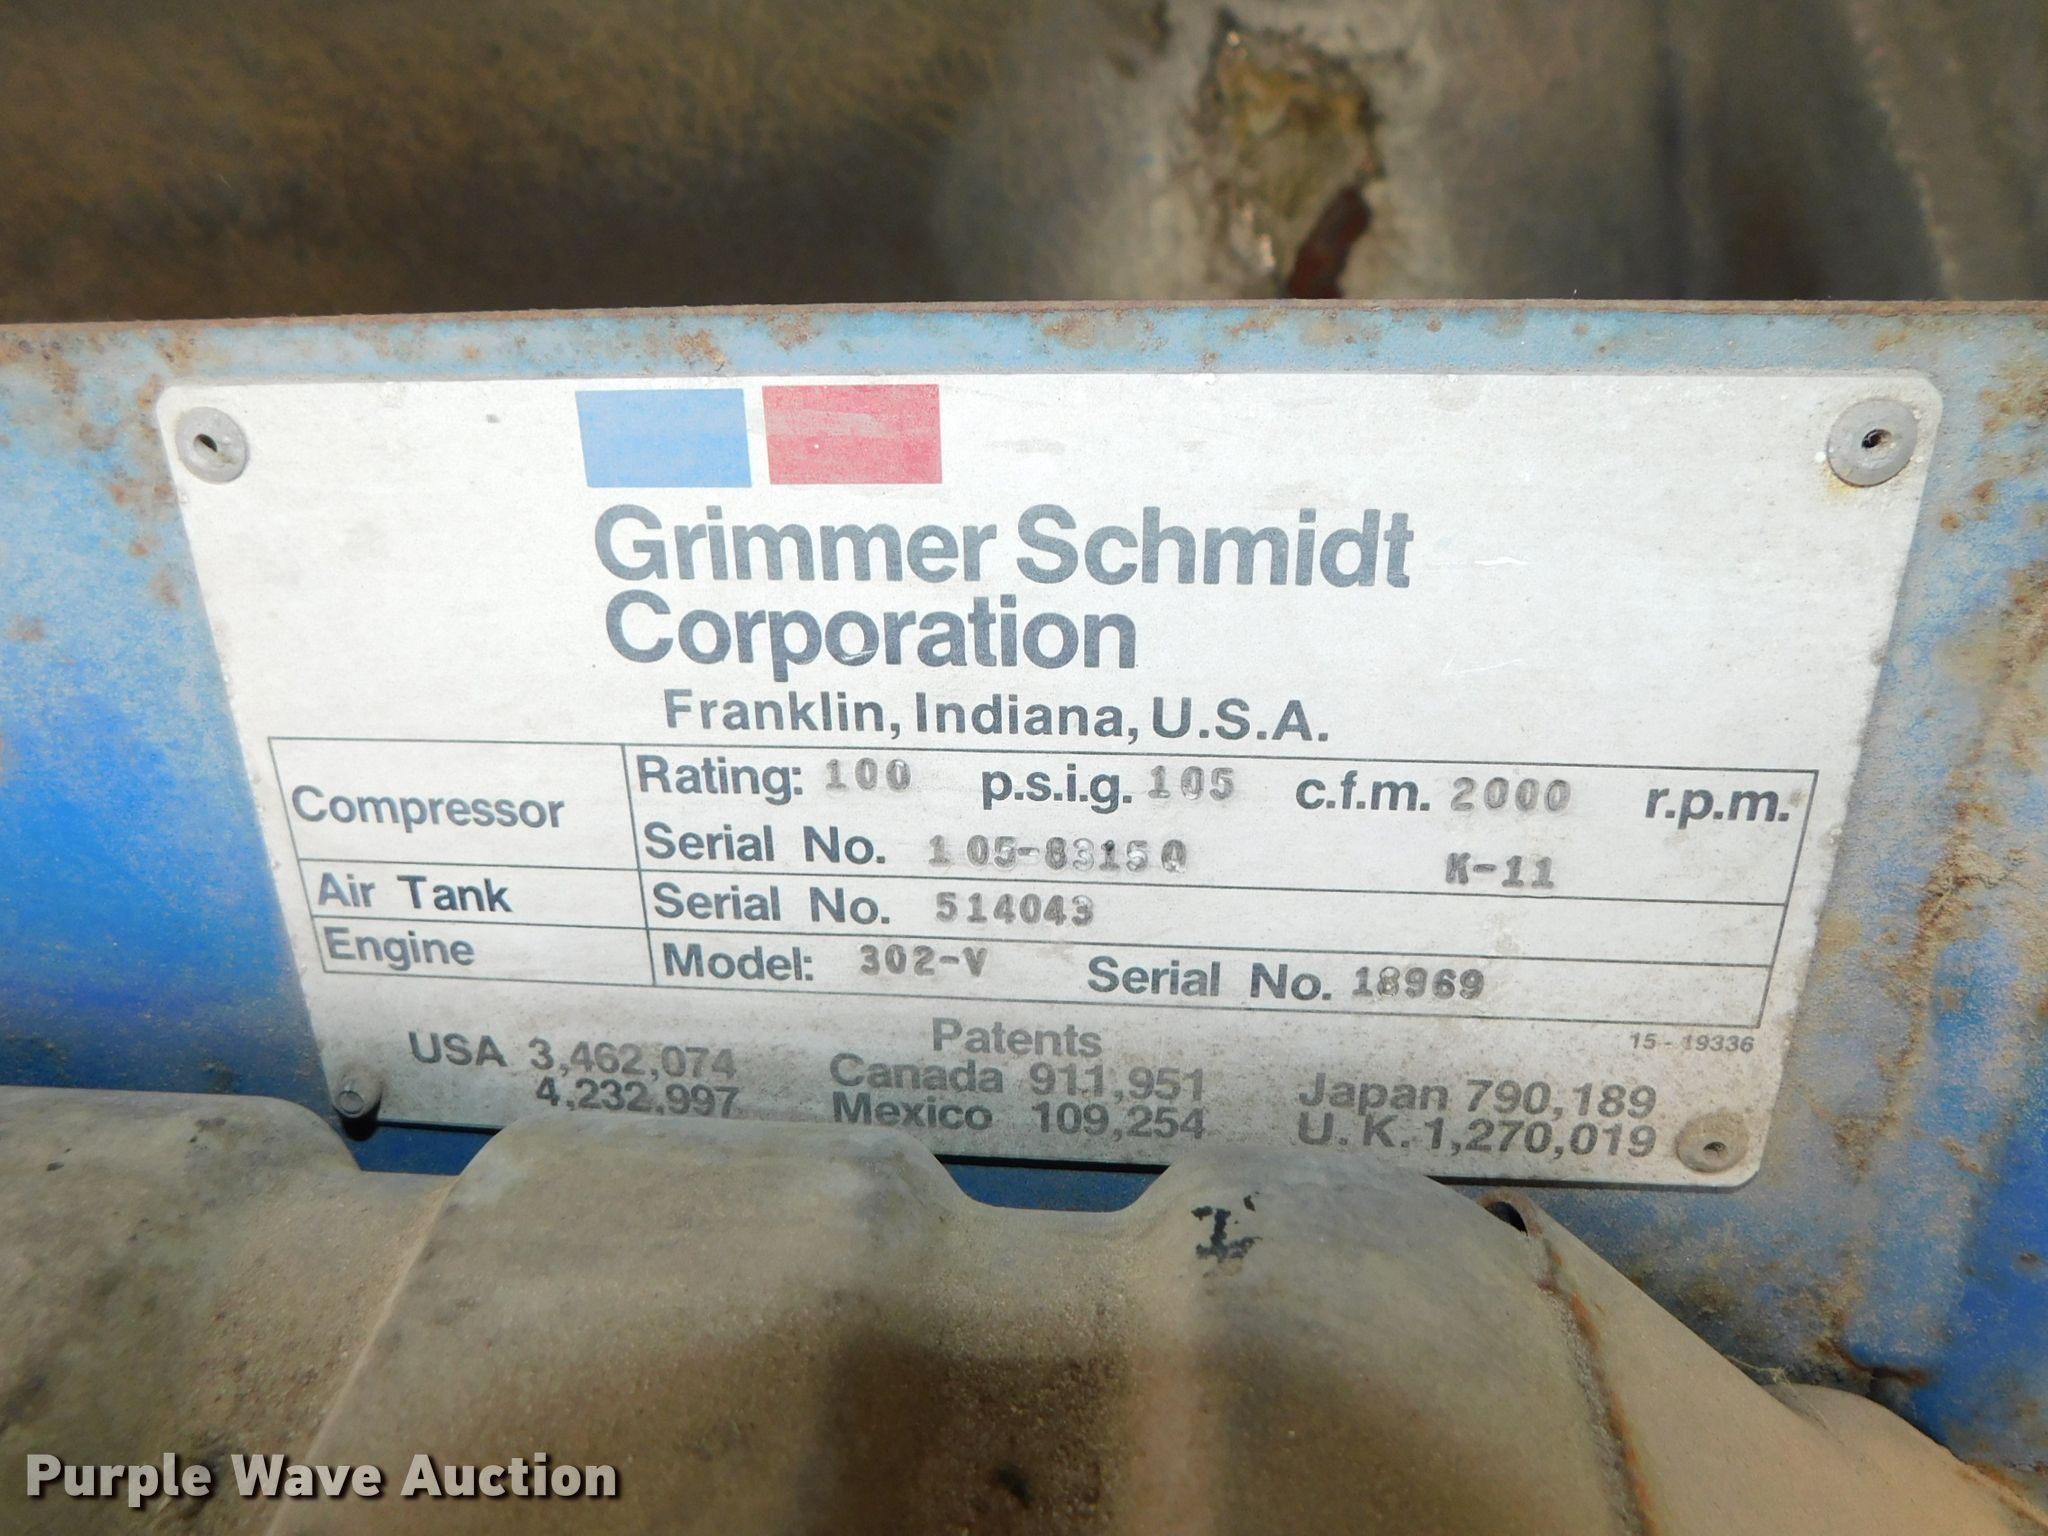 Grimmer Schmidt
Corporation
Franklin, Indiana, U.S.A.
Compressor
Rating: 100 p.s.i.g. 105 c.f.m. 2000 r.p.m.
Serial No. 105-83150 K-11
Air Tank Serial No. 514043
Engine Model: 302-V Serial No. 18969
15-19336
Patents
USA 3,462,074 Canada 911,951 Japan 790,189
4,232,997 Mexico 109,254 U.K. 1,270,019
Purple Wave Auction